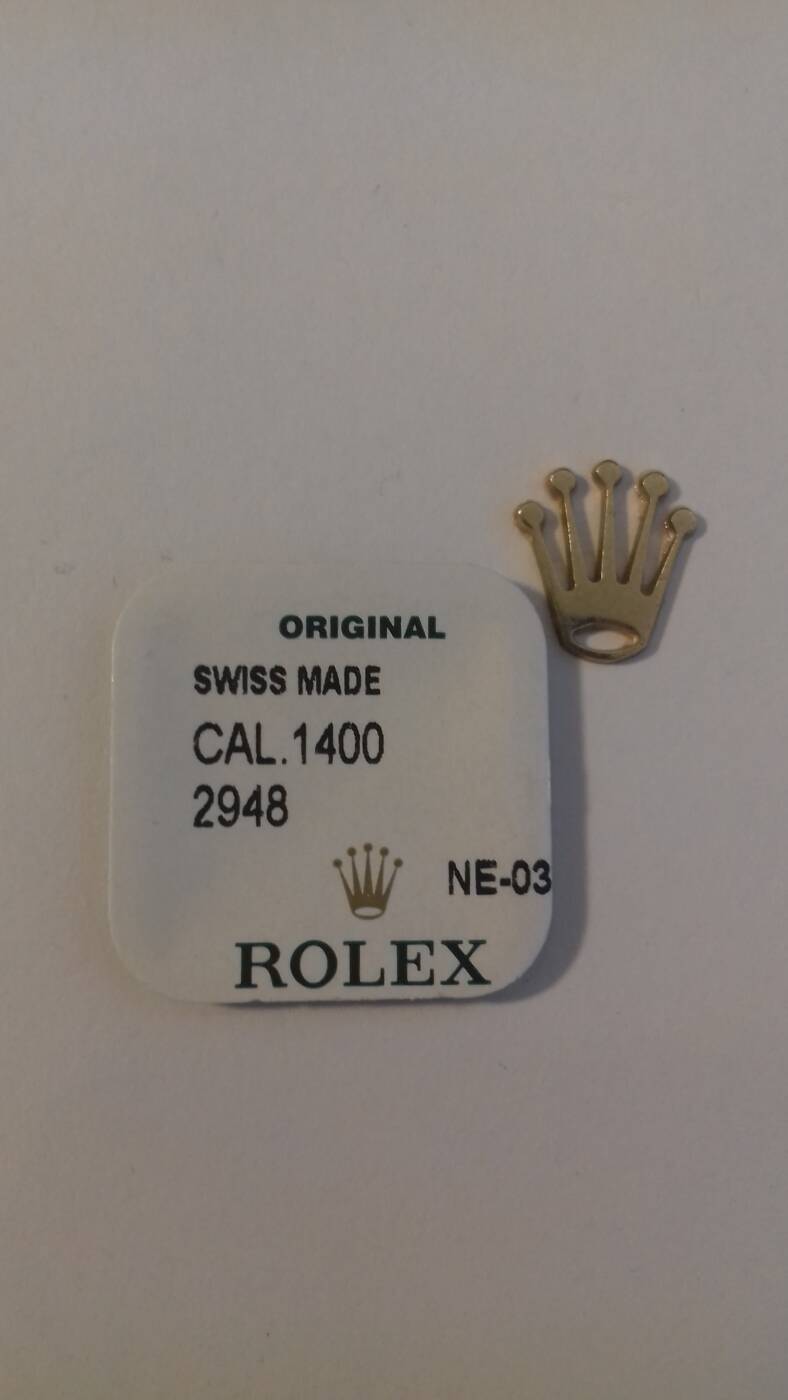 ORIGINAL
SWISS MADE
CAL.1400
2948
NE-03
ROLEX